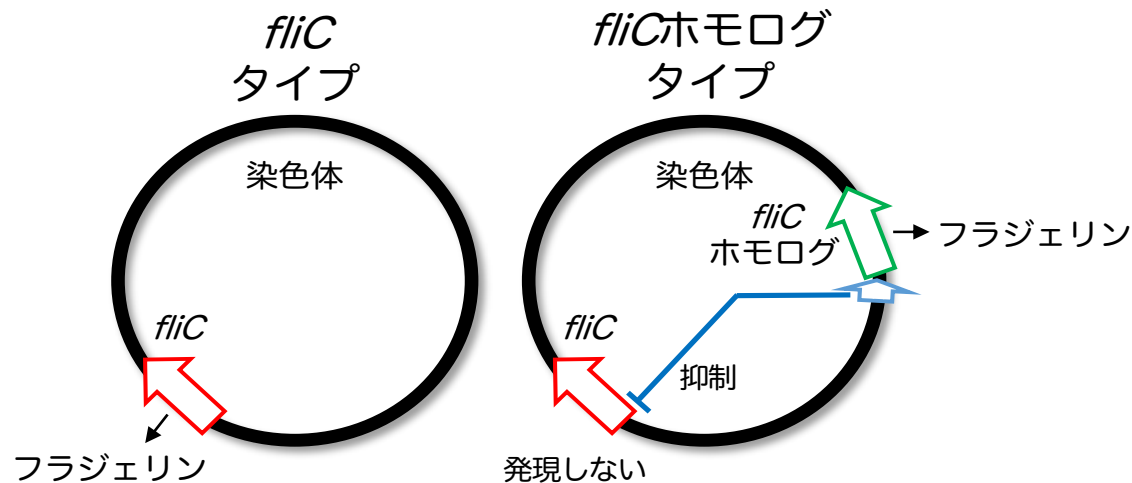 fliC
タイプ
染色体
fliC
フラジェリン
fliCホモログ
タイプ
染色体
fliC
ホモログ
フラジェリン
fliC
抑制
発現しない